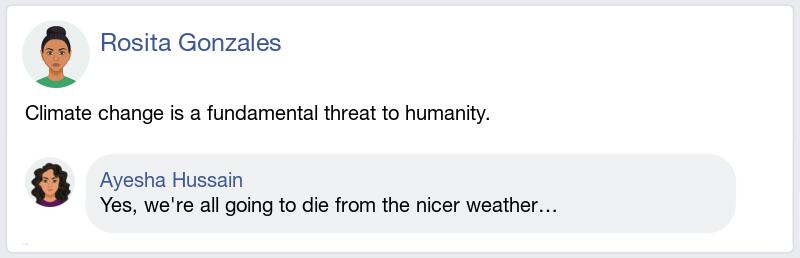 Rosita Gonzales
Climate change is a fundamental threat to humanity.
Ayesha Hussain
Yes, we're all going to die from the nicer weather...